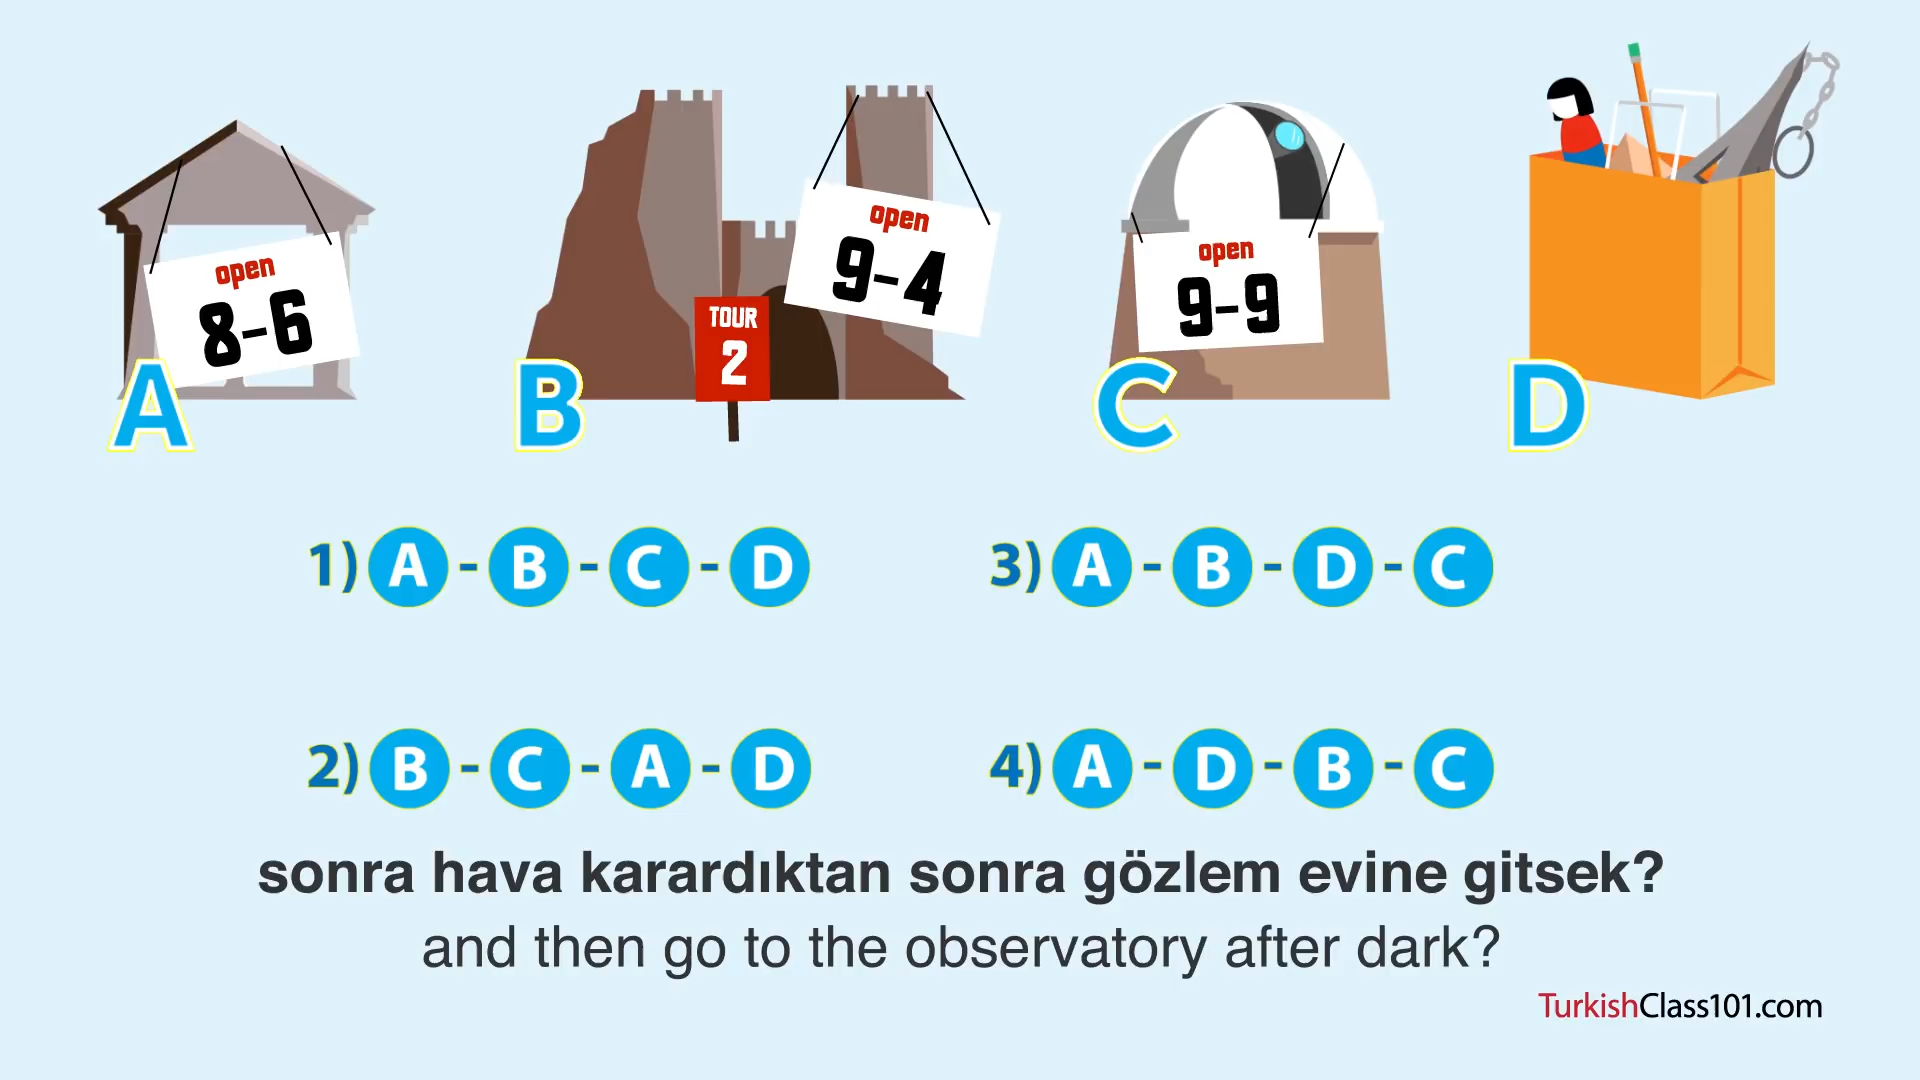 open
8-6
A
B
TOUR
2
open
9-4
open
9-9
C
D
1) A - B - C - D
3) A - B - D - C
2) B - C - A - D
4) A - D - B - C
sonra hava karardıktan sonra gözlem evine gitsek?
and then go to the observatory after dark?
TurkishClass101.com